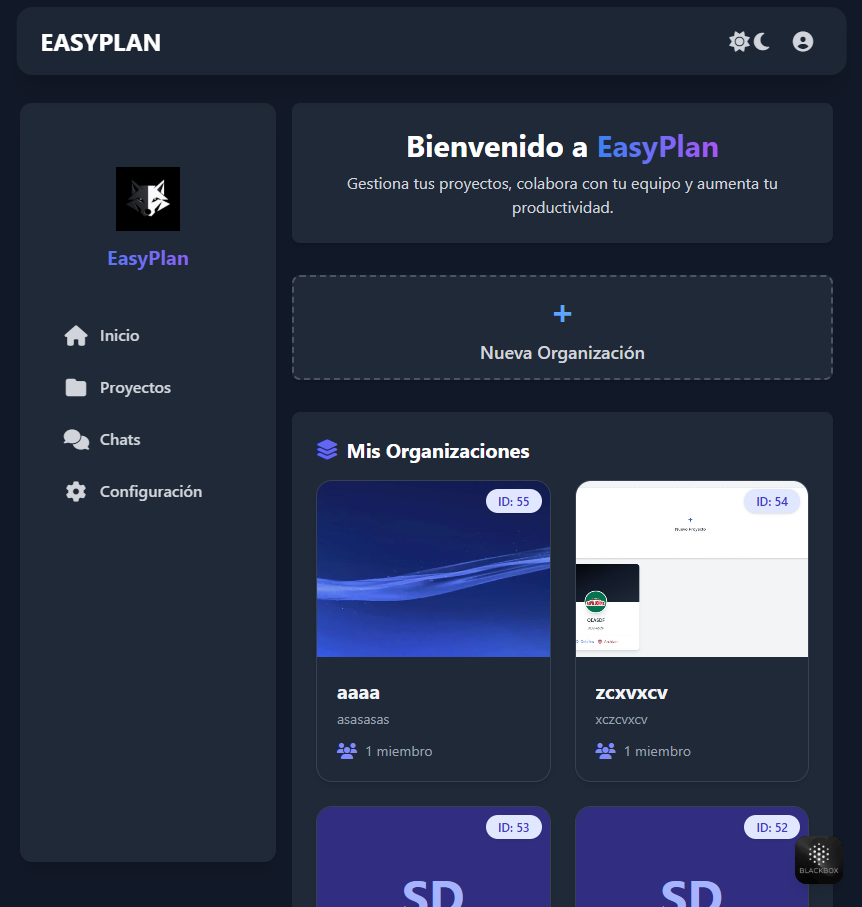 EASYPLAN
EasyPlan
Inicio
Proyectos
Chats
Configuración
Bienvenido a EasyPlan
Gestiona tus proyectos, colabora con tu equipo y aumenta tu
productividad.
+
Nueva Organización
Mis Organizaciones
ID: 55
aaaa
asasasas
1 miembro
ID: 54
+
Nuevo Proyecto
zcxvxcv
xczcvxcv
1 miembro
ID: 53
SD
ID: 52
SD
BLACKBOX